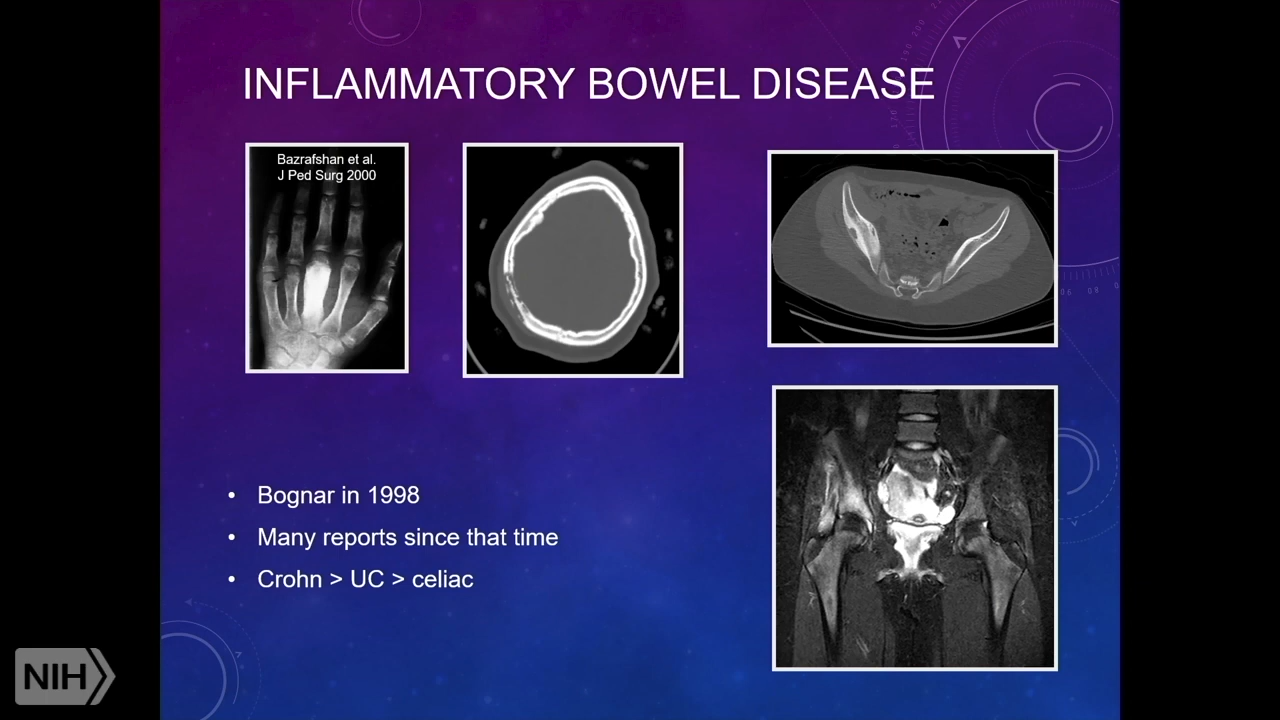 INFLAMMATORY BOWEL DISEASE
Bazrafshan et al.
J Ped Surg 2000
• Bognar in 1998
• Many reports since that time
• Crohn > UC > celiac
NIH